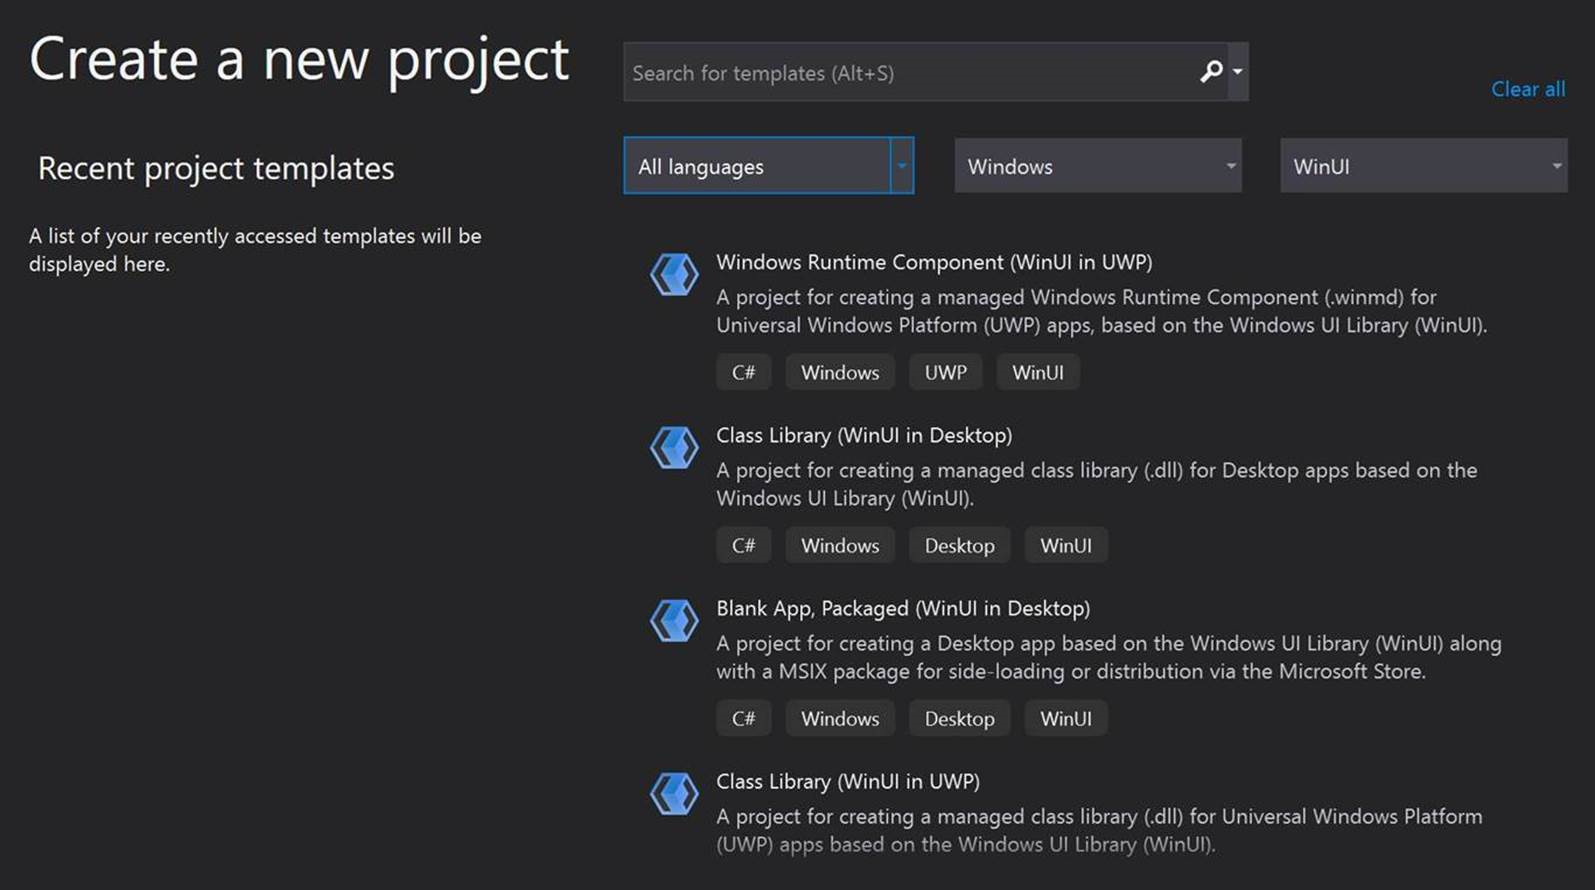 Create a new project
Search for templates (Alt+S)
Clear all
Recent project templates
All languages
Windows
WinUI
A list of your recently accessed templates will be
displayed here.
Windows Runtime Component (WinUI in UWP)
A project for creating a managed Windows Runtime Component (.winmd) for
Universal Windows Platform (UWP) apps, based on the Windows UI Library (WinUI).
C# Windows UWP WinUI
Class Library (WinUI in Desktop)
A project for creating a managed class library (.dll) for Desktop apps based on the
Windows UI Library (WinUI).
C# Windows Desktop WinUI
Blank App, Packaged (WinUI in Desktop)
A project for creating a Desktop app based on the Windows UI Library (WinUI) along
with a MSIX package for side-loading or distribution via the Microsoft Store.
C# Windows Desktop WinUI
Class Library (WinUI in UWP)
A project for creating a managed class library (.dll) for Universal Windows Platform
(UWP) apps based on the Windows UI Library (WinUI).